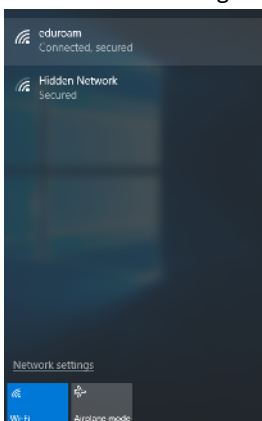 eduroam
Connected, secured
Hidden Network
Secured
Network settings
Wi-Fi
Airplane mode